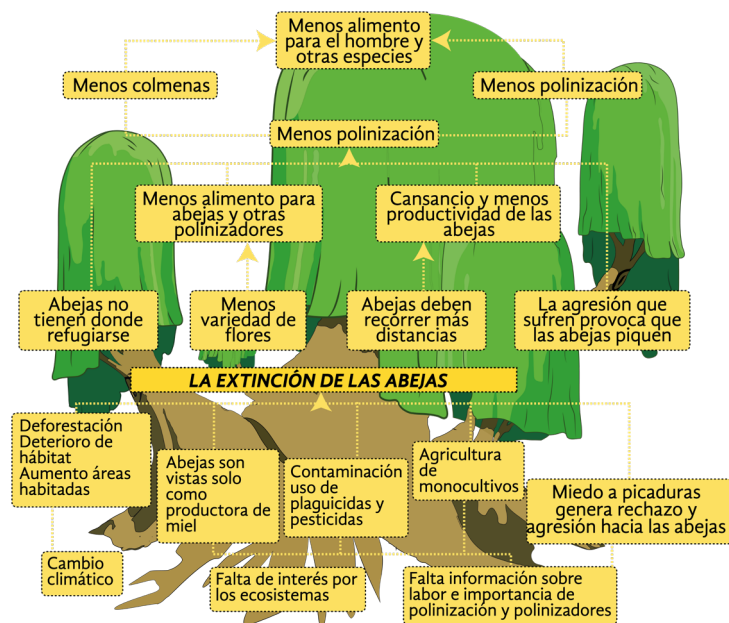 Menos alimento
para el hombre y
otras especies
Menos colmenas
Menos polinización
Menos polinización
Menos alimento para
abejas y otras
polinizadores
Cansancio y menos
productividad de las
abejas
Abejas no
tienen donde
refugiarse
Menos
variedad de
flores
Abejas deben
recorrer más
distancias
La agresión que
sufren provoca que
las abejas piquen
LA EXTINCIÓN DE LAS ABEJAS
Deforestación
Deterioro de
hábitat
Aumento áreas
habitadas
Abejas son
vistas solo
como
productora de
miel
Contaminación
uso de
plaguicidas y
pesticidas
Agricultura
de
monocultivos
Miedo a picaduras
genera rechazo y
agresión hacia las abejas
Cambio
climático
Falta de interés por
los ecosistemas
Falta información sobre
labor e importancia de
polinización y polinizadores